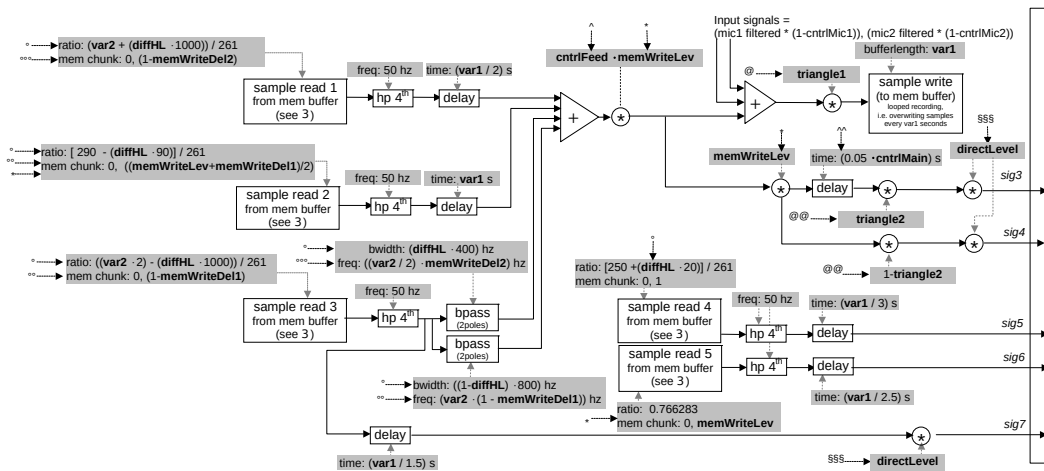 Input signals =
(mic1 filtered * (1-cntrlMic1)), (mic2 filtered * (1-cntrlMic2))
° ratio: (var2 + (diffHL ·1000)) / 261
°°° mem chunk: 0, (1-memWriteDel2)
sample read 1
from mem buffer
(see 3)
freq: 50 hz
hp 4th
time: (var1 / 2) s
delay
+
^
*
cntrlFeed ·memWriteLev
*
bufferlength: var1
@ triangle1
+
*
sample write
(to mem buffer)
looped recording,
i.e. overwriting samples
every var1 seconds
° ratio: [ 290 - (diffHL ·90)] / 261
°° mem chunk: 0, ((memWriteLev+memWriteDel1)/2)
*
sample read 2
from mem buffer
(see 3)
freq: 50 hz
hp 4th
time: var1 s
delay
*
memWriteLev
^^
time: (0.05 ·cntrlMain) s
§§§
directLevel
*
delay
*
*
sig3
@@ triangle2
*
*
sig4
@@ 1-triangle2
° ratio: ((var2 ·2) - (diffHL ·1000)) / 261
°° mem chunk: 0, (1-memWriteDel1)
sample read 3
from mem buffer
(see 3)
freq: 50 hz
hp 4th
° bwidth: (diffHL ·400) hz
°°° freq: ((var2 / 2) ·memWriteDel2) hz
bpass
(2poles)
bpass
(2poles)
° bwidth: ((1-diffHL) ·800) hz
°° freq: (var2 ·(1 - memWriteDel1)) hz
°
ratio: [250 +(diffHL ·20)] / 261
mem chunk: 0, 1
sample read 4
from mem buffer
(see 3)
freq: 50 hz
hp 4th
time: (var1 / 3) s
delay
sig5
sample read 5
from mem buffer
(see 3)
hp 4th
delay
sig6
time: (var1 / 2.5) s
ratio: 0.766283
* mem chunk: 0, memWriteLev
delay
time: (var1 / 1.5) s
*
sig7
§§§ directLevel